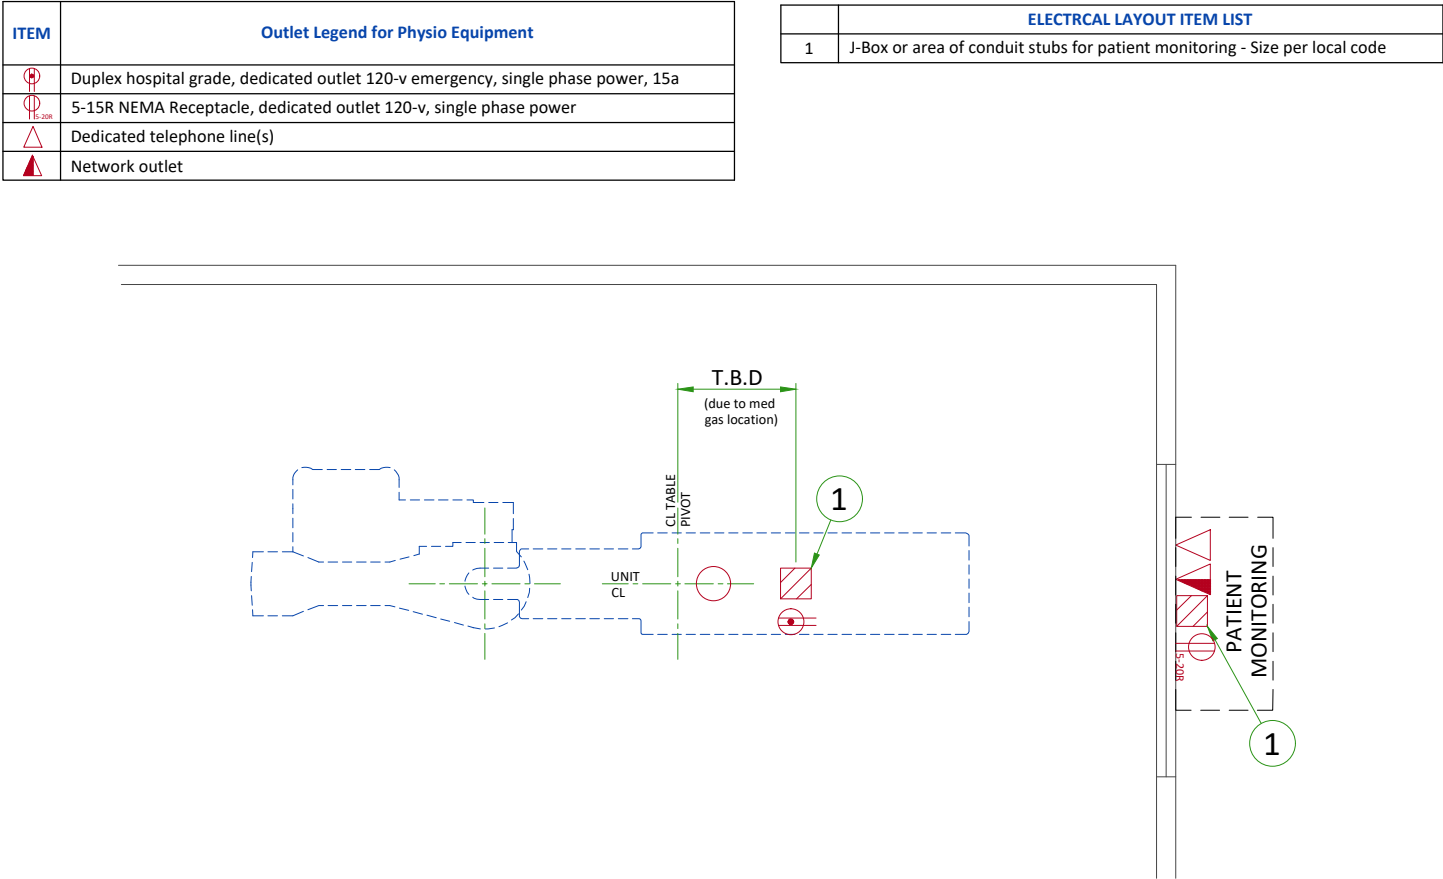 ITEM
Outlet Legend for Physio Equipment
Duplex hospital grade, dedicated outlet 120-v emergency, single phase power, 15a
5-20R
5-15R NEMA Receptacle, dedicated outlet 120-v, single phase power
Dedicated telephone line(s)
Network outlet
ELECTRCAL LAYOUT ITEM LIST
1 J-Box or area of conduit stubs for patient monitoring - Size per local code
T.B.D
(due to med
gas location)
CL TABLE
PIVOT
1
UNIT
CL
PATIENT
MONITORING
5-20R
1